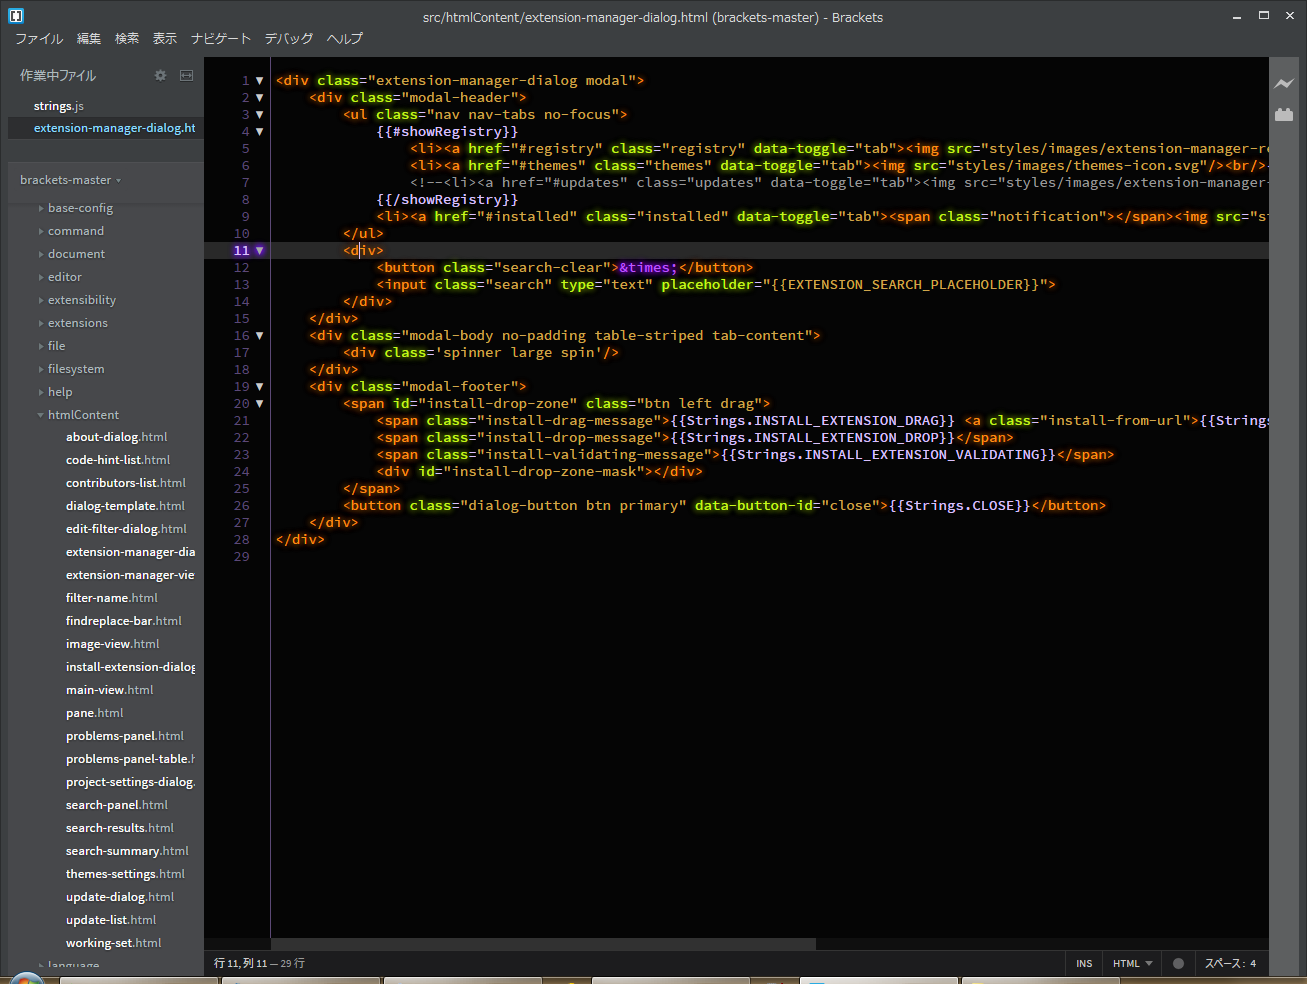 src/htmlContent/extension-manager-dialog.html (brackets-master) - Brackets
ファイル 編集 検索 表示 ナビゲート デバッグ ヘルプ
作業中ファイル
strings.js
extension-manager-dialog.ht
brackets-master
base-config
command
document
editor
extensibility
extensions
file
filesystem
help
htmlContent
about-dialog.html
code-hint-list.html
contributors-list.html
dialog-template.html
edit-filter-dialog.html
extension-manager-dia
extension-manager-vie
filter-name.html
findreplace-bar.html
image-view.html
install-extension-dialog
main-view.html
pane.html
problems-panel.html
problems-panel-table.h
project-settings-dialog.
search-panel.html
search-results.html
search-summary.html
themes-settings.html
update-dialog.html
update-list.html
working-set.html
language
1 <div class="extension-manager-dialog modal">
2 <div class="modal-header">
3 <ul class="nav nav-tabs no-focus">
4 {{#showRegistry}}
5 <li><a href="#registry" class="registry" data-toggle="tab"><img src="styles/images/extension-manager-re
6 <li><a href="#themes" class="themes" data-toggle="tab"><img src="styles/images/themes-icon.svg"/><br/>
7 <!--<li><a href="#updates" class="updates" data-toggle="tab"><img src="styles/images/extension-manager-
8 {{/showRegistry}}
9 <li><a href="#installed" class="installed" data-toggle="tab"><span class="notification"></span><img src="st
10 </ul>
11 <div>
12 <button class="search-clear">&times;</button>
13 <input class="search" type="text" placeholder="{{EXTENSION_SEARCH_PLACEHOLDER}}">
14 </div>
15 </div>
16 <div class="modal-body no-padding table-striped tab-content">
17 <div class='spinner large spin'/>
18 </div>
19 <div class="modal-footer">
20 <span id="install-drop-zone" class="btn left drag">
21 <span class="install-drag-message">{{Strings.INSTALL_EXTENSION_DRAG}} <a class="install-from-url">{{Strings
22 <span class="install-drop-message">{{Strings.INSTALL_EXTENSION_DROP}}</span>
23 <span class="install-validating-message">{{Strings.INSTALL_EXTENSION_VALIDATING}}</span>
24 <div id="install-drop-zone-mask"></div>
25 </span>
26 <button class="dialog-button btn primary" data-button-id="close">{{Strings.CLOSE}}</button>
27 </div>
28 </div>
29
行 11, 列 11 — 29 行
INS HTML スペース: 4